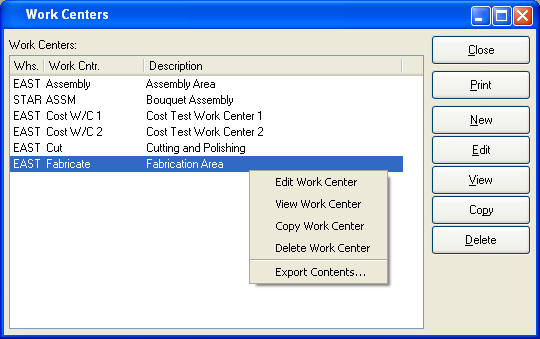 Work Centers
Work Centers:
Whs. Work Cntr. Description
EAST Assembly Assembly Area
STAR ASSM Bouquet Assembly
EAST Cost W/C 1 Cost Test Work Center 1
EAST Cost W/C 2 Cost Test Work Center 2
EAST Cut Cutting and Polishing
EAST Fabricate Fabrication Area
Edit Work Center
View Work Center
Copy Work Center
Delete Work Center
Export Contents...
Close
Print
New
Edit
View
Copy
Delete